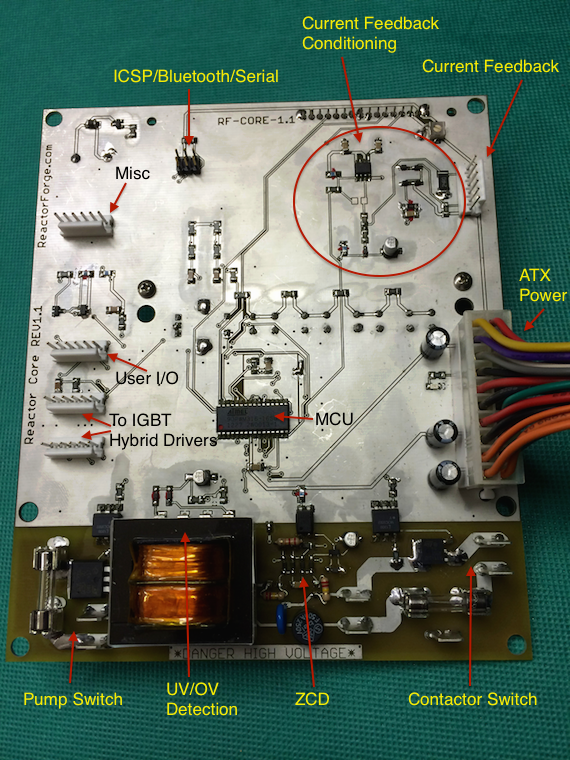 Current Feedback
Conditioning
Current Feedback
ICSP/Bluetooth/Serial
RF-CORE-1.1
ReactorForge.com
Misc
ATX
Power
Reactor Core REV1.1
User I/O
To IGBT
Hybrid Drivers
MCU
*DANGER HIGH VOLTAGE*
Pump Switch
UV/OV
Detection
ZCD
Contactor Switch